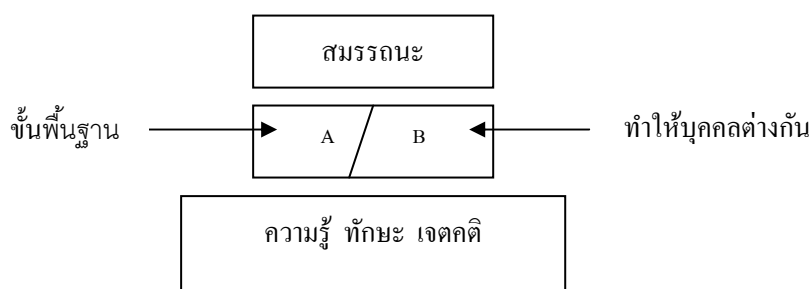 สมรรถนะ
ขั้นพื้นฐาน A B ทำให้บุคคลต่างกัน
ความรู้ ทักษะ เจตคติ